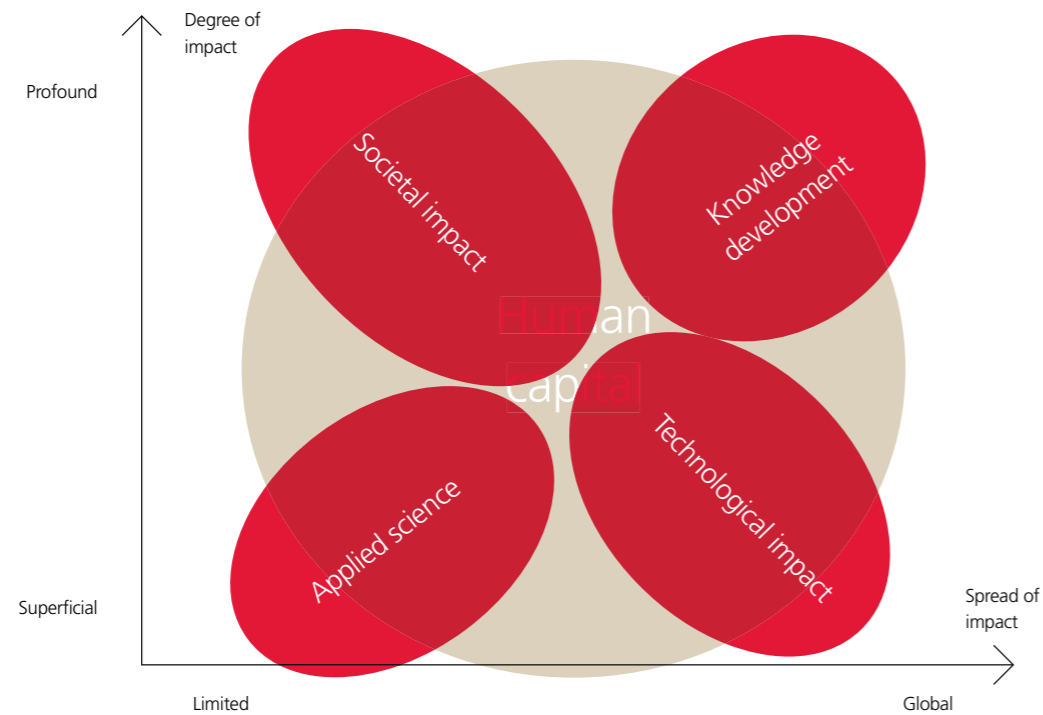 Degree of
impact
Profound
Societal impact
Knowledge
development
Human
capital
Technological impact
Applied science
Superficial
Spread of
impact
Limited
Global